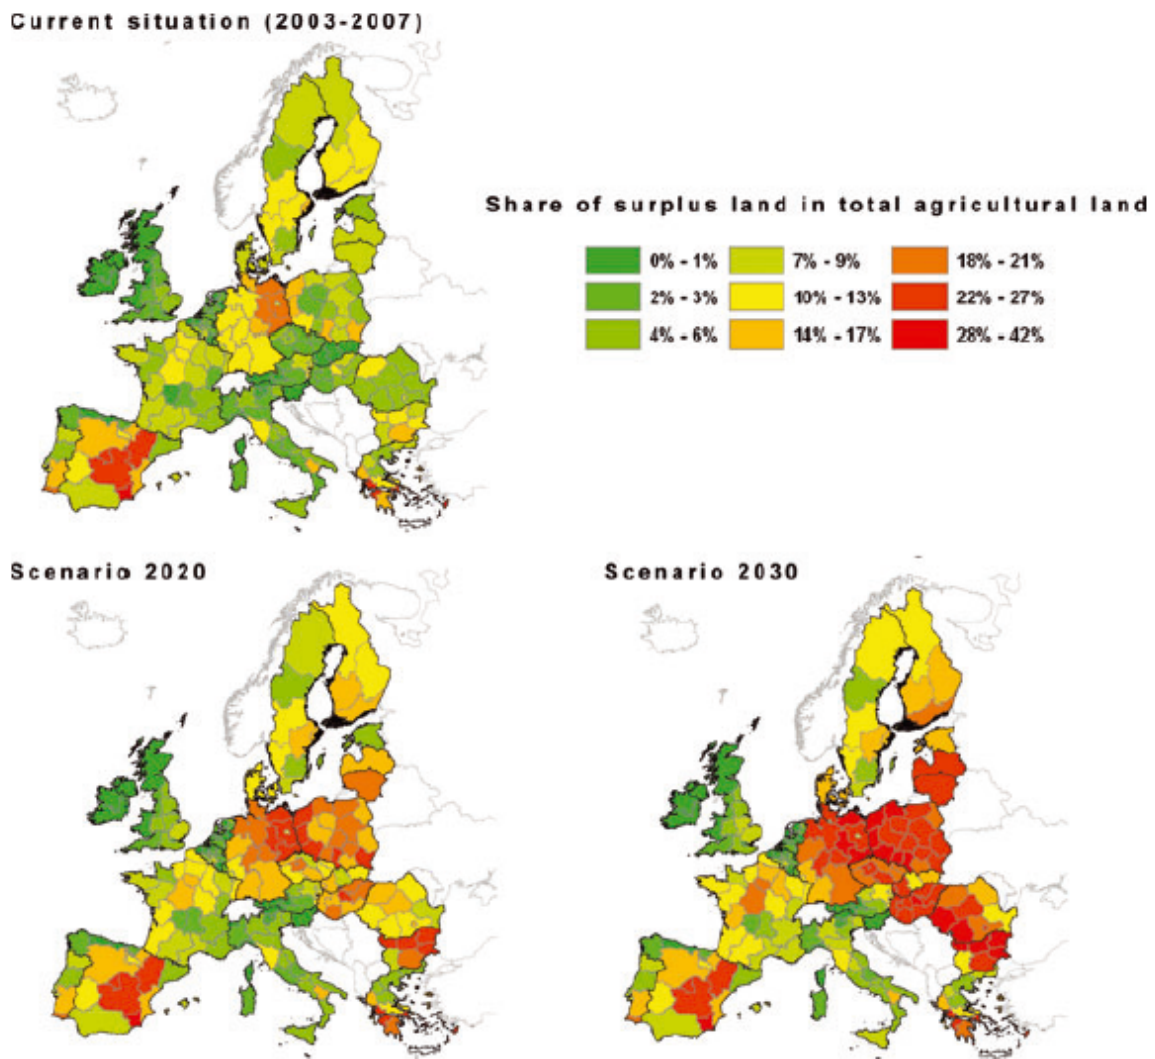 Current situation (2003-2007)
Share of surplus land in total agricultural land
0% - 1%
7% - 9%
18% - 21%
2% - 3%
10% - 13%
22% - 27%
4% - 6%
14% - 17%
28% - 42%
Scenario 2020
Scenario 2030